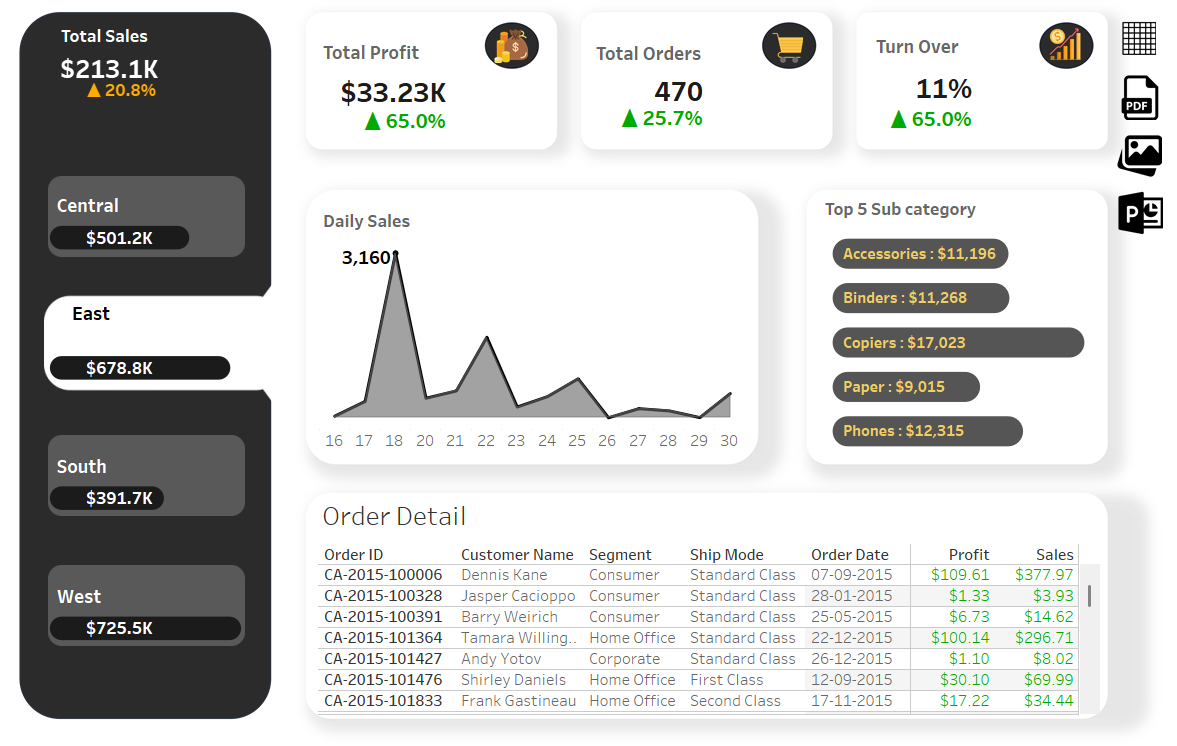 Total Sales
$213.1K
▲ 20.8%
Central
$501.2K
East
$678.8K
South
$391.7K
West
$725.5K
Total Profit
$33.23K
▲ 65.0%
Total Orders
470
▲ 25.7%
Turn Over
11%
▲ 65.0%
PDF
P
Daily Sales
3,160
16 17 18 20 21 22 23 24 25 26 27 28 29 30
Top 5 Sub category
Accessories : $11,196
Binders : $11,268
Copiers : $17,023
Paper : $9,015
Phones : $12,315
Order Detail
Order ID Customer Name Segment Ship Mode Order Date Profit Sales
CA-2015-100006 Dennis Kane Consumer Standard Class 07-09-2015 $109.61 $377.97
CA-2015-100328 Jasper Cacioppo Consumer Standard Class 28-01-2015 $1.33 $3.93
CA-2015-100391 Barry Weirich Consumer Standard Class 25-05-2015 $6.73 $14.62
CA-2015-101364 Tamara Willing.. Home Office Standard Class 22-12-2015 $100.14 $296.71
CA-2015-101427 Andy Yotov Corporate Standard Class 26-12-2015 $1.10 $8.02
CA-2015-101476 Shirley Daniels Home Office First Class 12-09-2015 $30.10 $69.99
CA-2015-101833 Frank Gastineau Home Office Second Class 17-11-2015 $17.22 $34.44